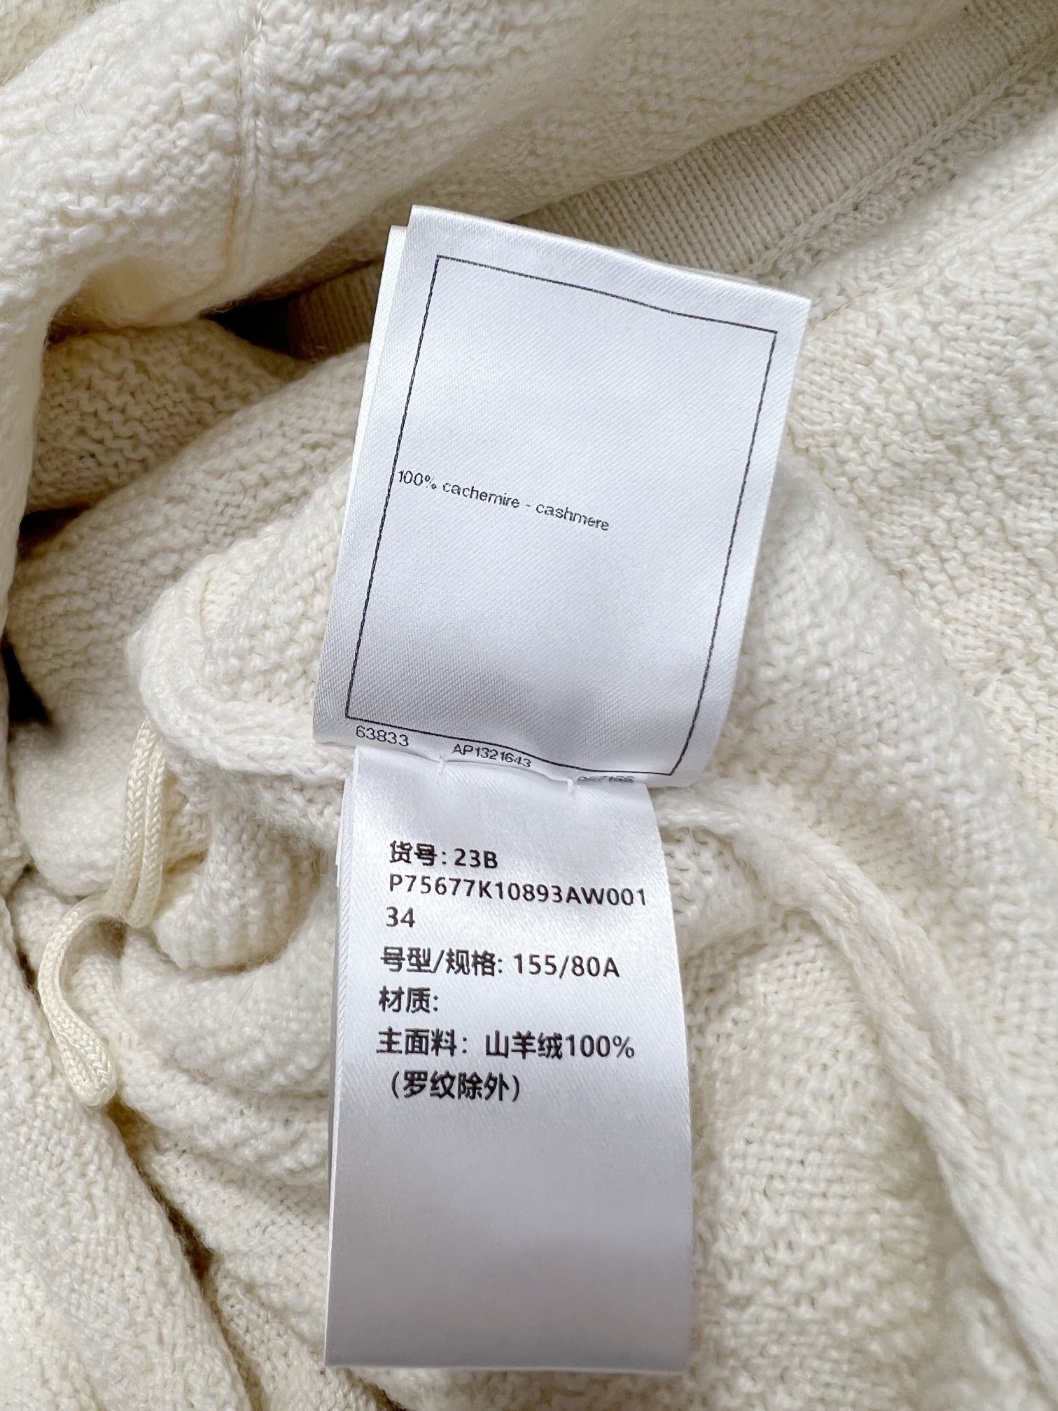 100% cachemire - cashmere
63833 AP1321643
货号: 23B
P75677K10893AW001
34
号型/规格: 155/80A
材质:
主面料: 山羊绒100%
(罗纹除外)